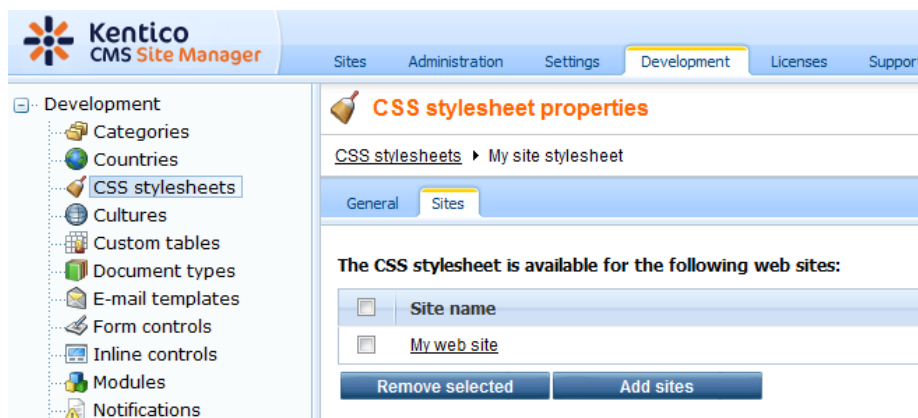 Kentico
CMS Site Manager
Sites Administration Settings Development Licenses Suppor
Development
Categories
Countries
CSS stylesheets
Cultures
Custom tables
Document types
E-mail templates
Form controls
Inline controls
Modules
Notifications
CSS stylesheet properties
CSS stylesheets My site stylesheet
General Sites
The CSS stylesheet is available for the following web sites:
Site name
My web site
Remove selected Add sites